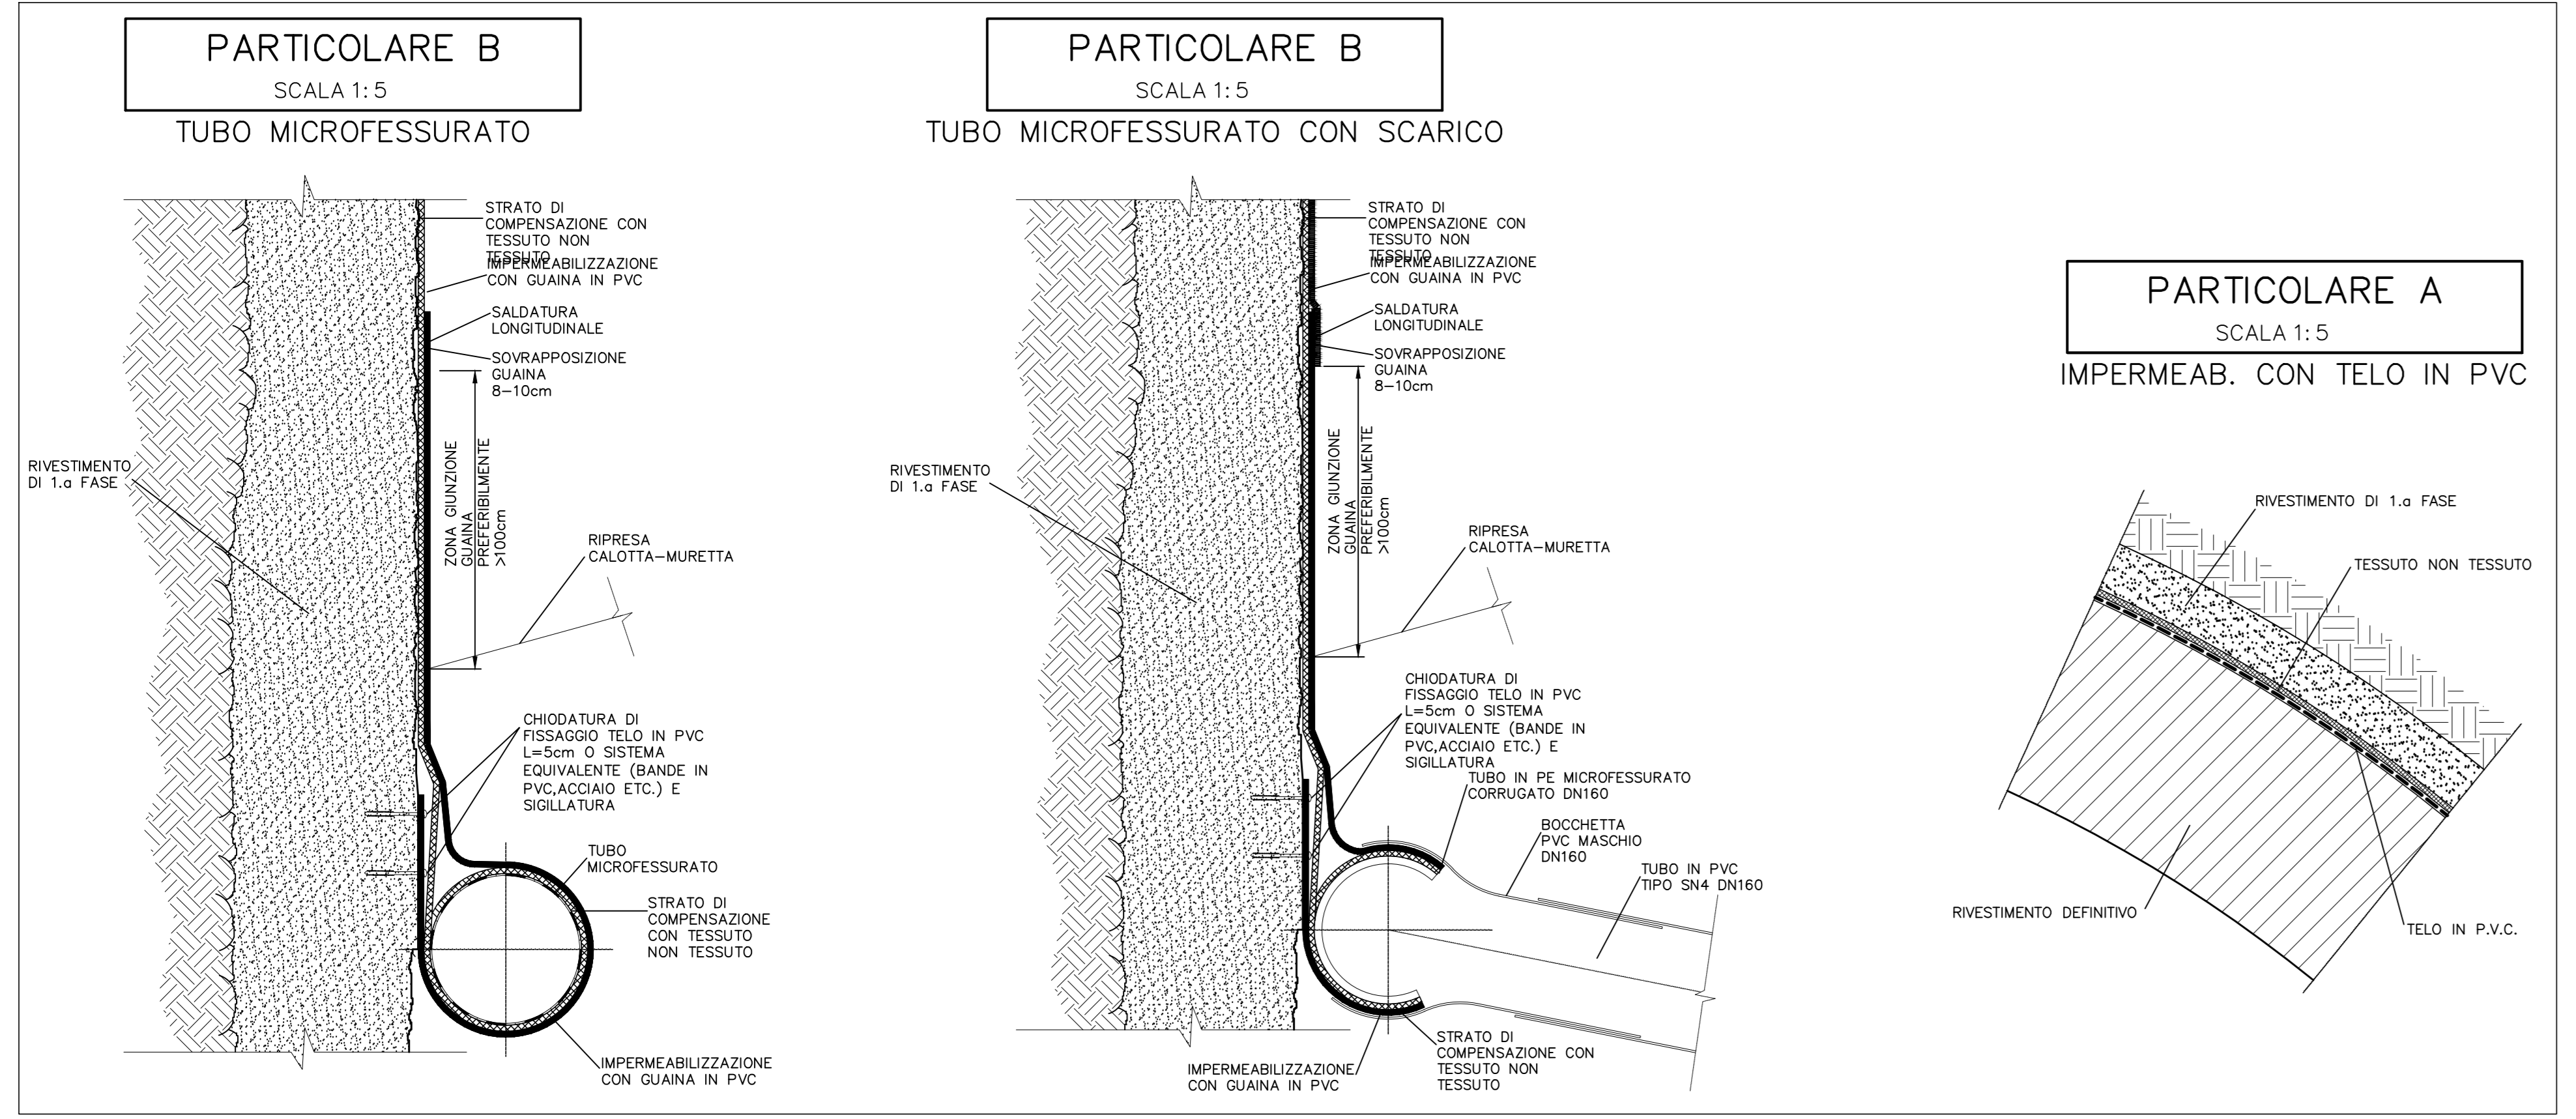 PARTICOLARE B
SCALA 1:5
TUBO MICROFESSURATO
STRATO DI
COMPENSAZIONE CON
TESSUTO NON
TESSUTO
IMPERMEABILIZZAZIONE
CON GUAINA IN PVC
SALDATURA
LONGITUDINALE
SOVRAPPOSIZIONE
GUAINA
8-10cm
ZONA GIUNZIONE
GUAINA
PREFERIBILMENTE
>100cm
RIVESTIMENTO
DI 1.a FASE
RIPRESA
CALOTTA-MURETTA
CHIODATURA DI
FISSAGGIO TELO IN PVC
L=5cm O SISTEMA
EQUIVALENTE (BANDE IN
PVC,ACCIAIO ETC.) E
SIGILLATURA
TUBO
MICROFESSURATO
STRATO DI
COMPENSAZIONE
CON TESSUTO
NON TESSUTO
IMPERMEABILIZZAZIONE
CON GUAINA IN PVC
PARTICOLARE B
SCALA 1:5
TUBO MICROFESSURATO CON SCARICO
STRATO DI
COMPENSAZIONE CON
TESSUTO NON
TESSUTO
IMPERMEABILIZZAZIONE
CON GUAINA IN PVC
SALDATURA
LONGITUDINALE
SOVRAPPOSIZIONE
GUAINA
8-10cm
ZONA GIUNZIONE
GUAINA
PREFERIBILMENTE
>100cm
RIVESTIMENTO
DI 1.a FASE
RIPRESA
CALOTTA-MURETTA
CHIODATURA DI
FISSAGGIO TELO IN PVC
L=5cm O SISTEMA
EQUIVALENTE (BANDE IN
PVC,ACCIAIO ETC.) E
SIGILLATURA
TUBO IN PE MICROFESSURATO
CORRUGATO DN160
BOCCHETTA
PVC MASCHIO
DN160
TUBO IN PVC
TIPO SN4 DN160
STRATO DI
COMPENSAZIONE CON
TESSUTO NON
TESSUTO
IMPERMEABILIZZAZIONE
CON GUAINA IN PVC
PARTICOLARE A
SCALA 1:5
IMPERMEAB. CON TELO IN PVC
RIVESTIMENTO DI 1.a FASE
TESSUTO NON TESSUTO
RIVESTIMENTO DEFINITIVO
TELO IN P.V.C.